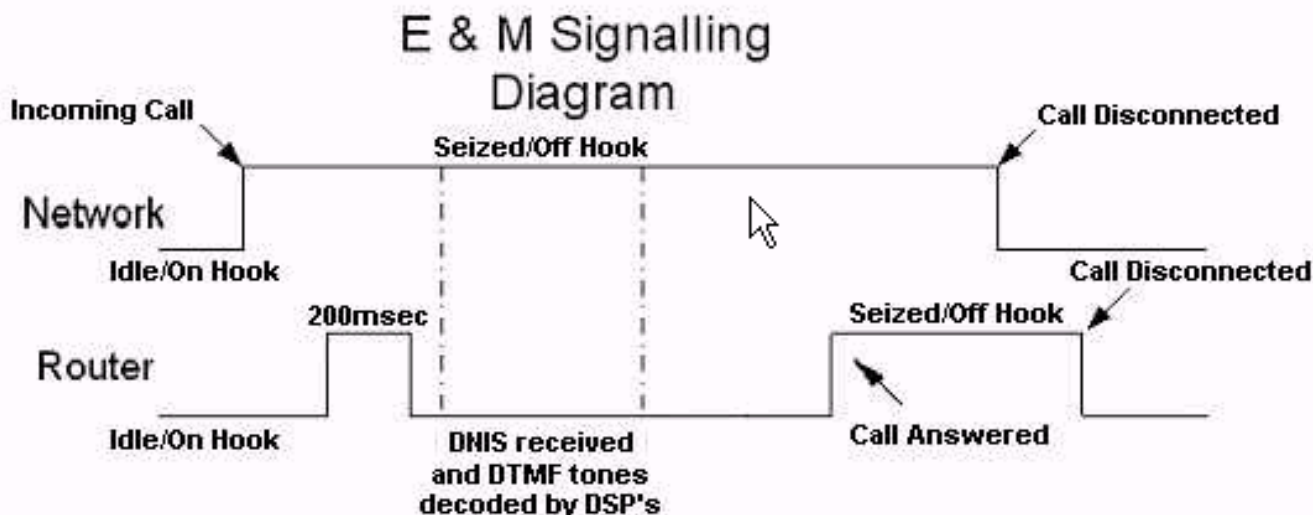 E & M Signalling
Diagram
Incoming Call
Call Disconnected
Seized/Off Hook
Network
Idle/On Hook
Call Disconnected
200msec
Seized/Off Hook
Router
Idle/On Hook
DNIS received
and DTMF tones
decoded by DSP's
Call Answered